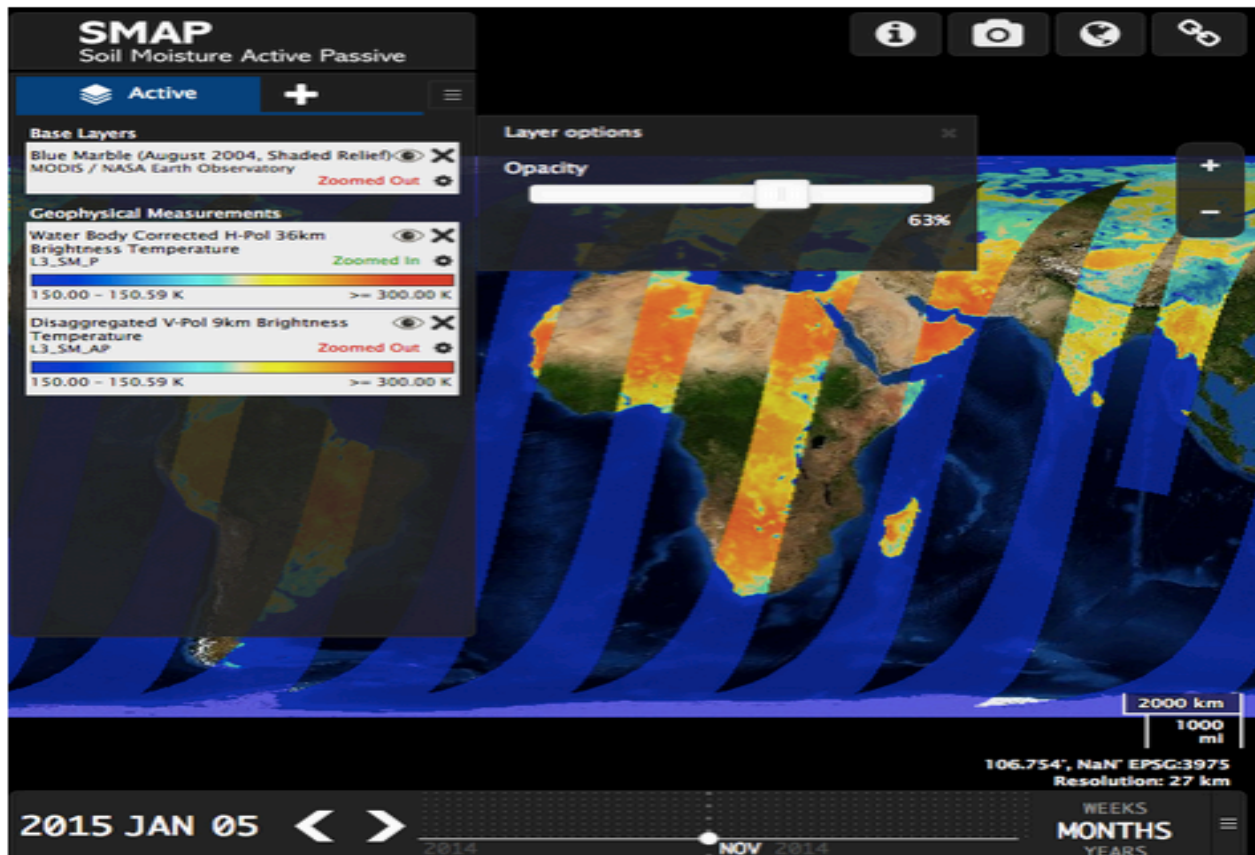 SMAP
Soil Moisture Active Passive
Active
Base Layers
Blue Marble (August 2004, Shaded Relief)
MODIS / NASA Earth Observatory
Zoomed Out
Geophysical Measurements
Water Body Corrected H-Pol 36km
Brightness Temperature
L3_SM_P
Zoomed In
150.00 – 150.59 K
>= 300.00 K
Disaggregated V-Pol 9km Brightness
Temperature
L3_SM_AP
Zoomed Out
150.00 – 150.59 K
>= 300.00 K
Layer options
Opacity
63%
+
−
2000 km
1000
mi
106.754°, NaN° EPSG:3975
Resolution: 27 km
2015 JAN 05
2014
NOV 2014
WEEKS
MONTHS
YEARS